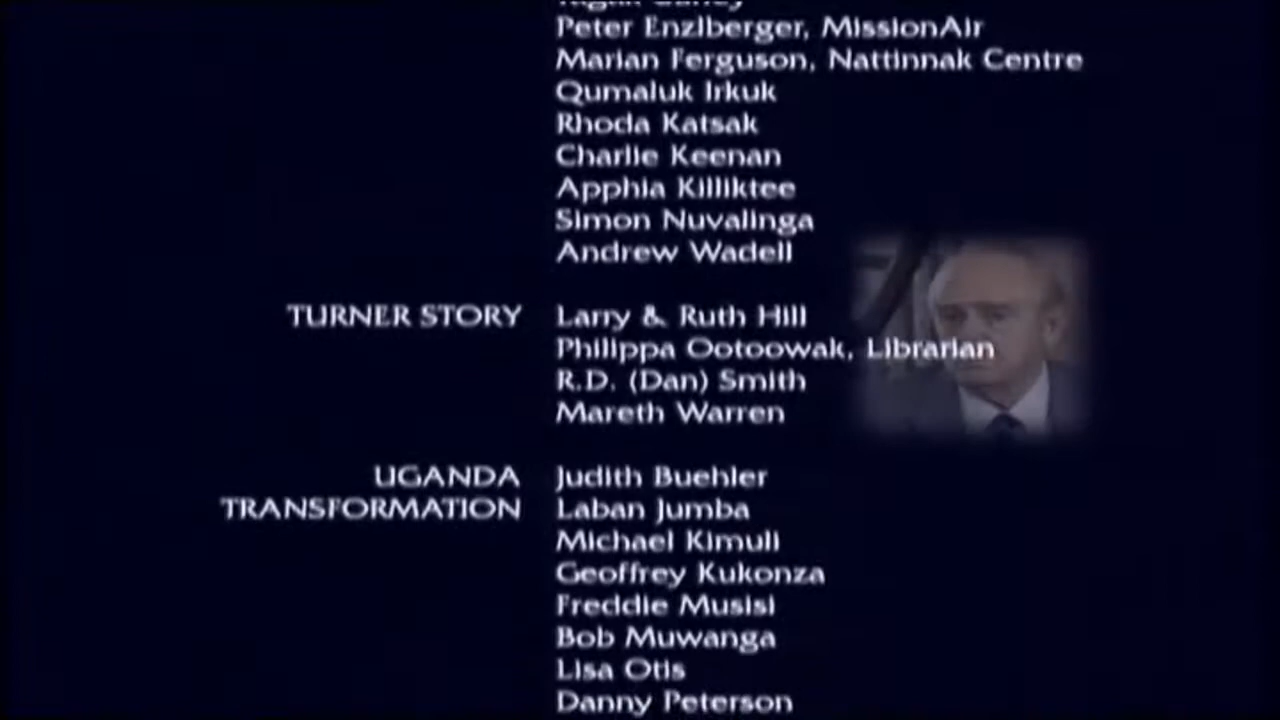 Peter Enzlberger, MissionAir
Marian Ferguson, Nattinnak Centre
Qumaluk Irkuk
Rhoda Katsak
Charlie Keenan
Apphia Killiktee
Simon Nuvalinga
Andrew Wadell
TURNER STORY Larry & Ruth Hill
Philippa Ootoowak, Librarian
R.D. (Dan) Smith
Mareth Warren
UGANDA Judith Buehler
TRANSFORMATION Laban Jumba
Michael Kimuli
Geoffrey Kukonza
Freddie Musisi
Bob Muwanga
Lisa Otis
Danny Peterson